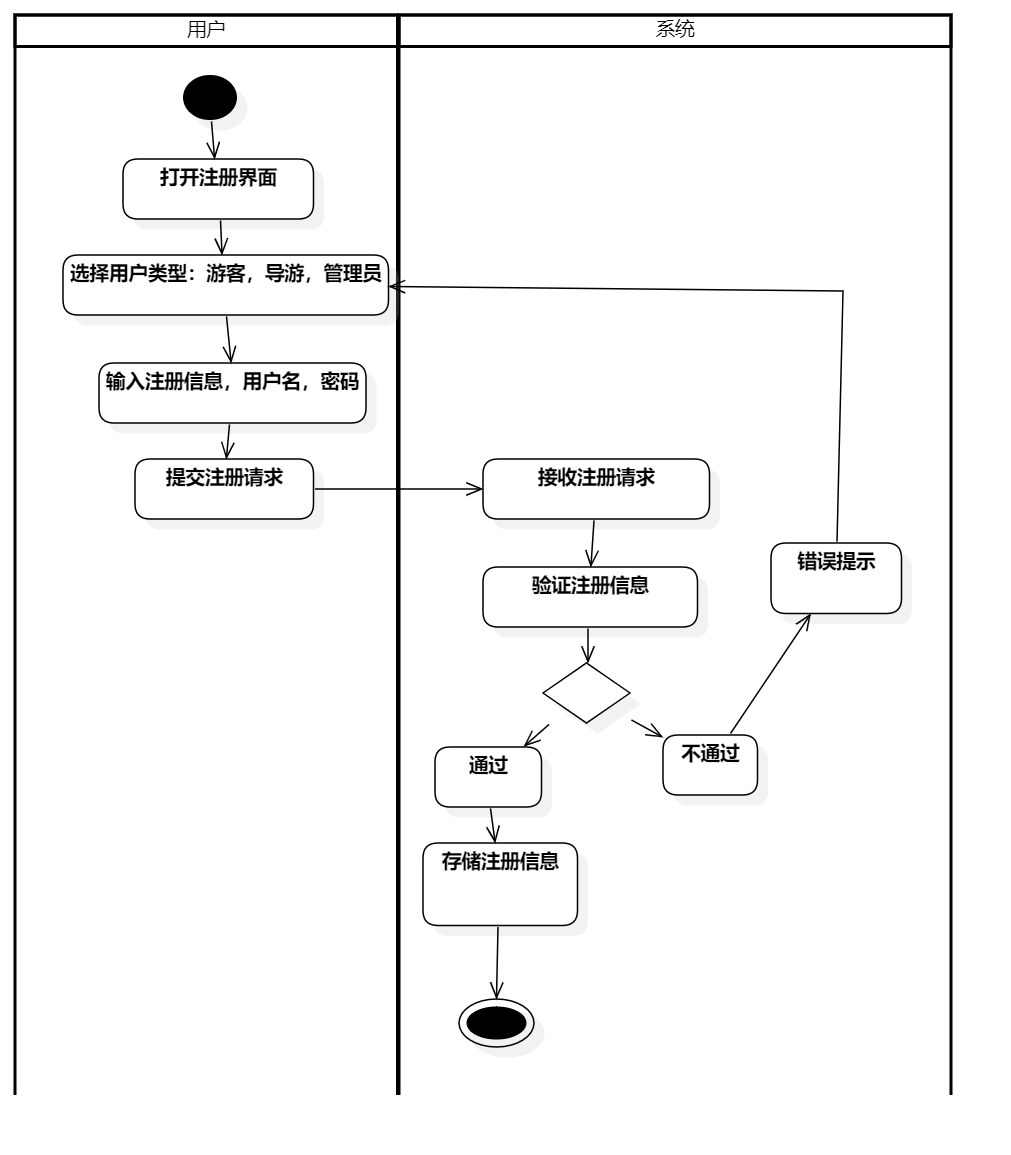 用户
系统
打开注册界面
选择用户类型：游客，导游，管理员
输入注册信息，用户名，密码
提交注册请求
接收注册请求
验证注册信息
错误提示
通过
不通过
存储注册信息